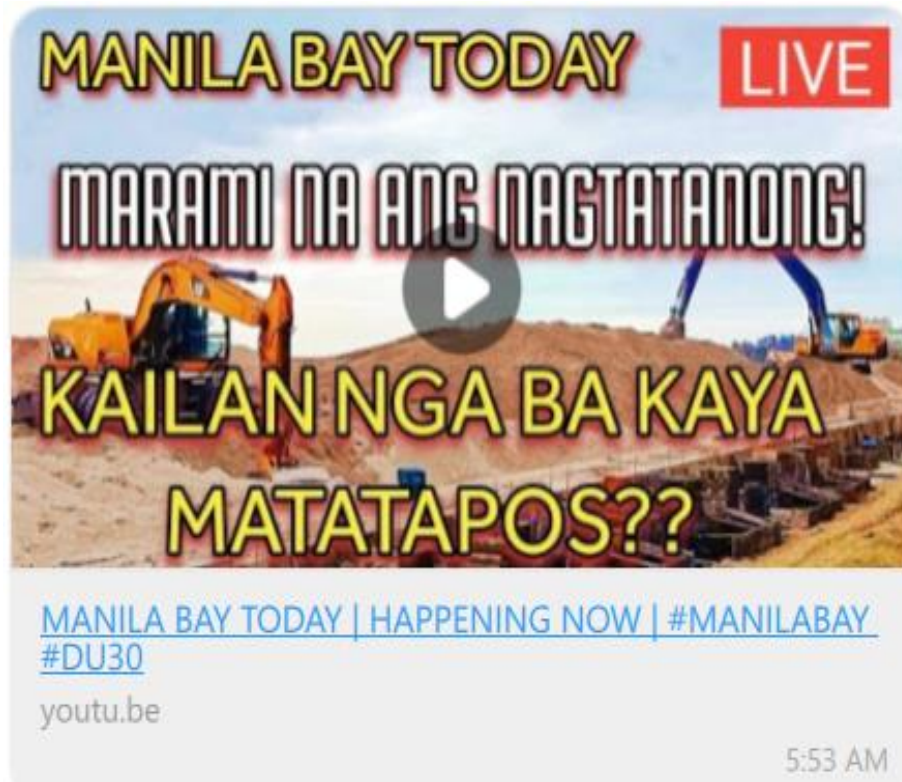 MANILA BAY TODAY
LIVE
MARAMI NA ANG NAGTATANONG!
KAILAN NGA BA KAYA
MATATAPOS??
MANILA BAY TODAY | HAPPENING NOW | #MANILABAY
#DU30
youtu.be
5:53 AM